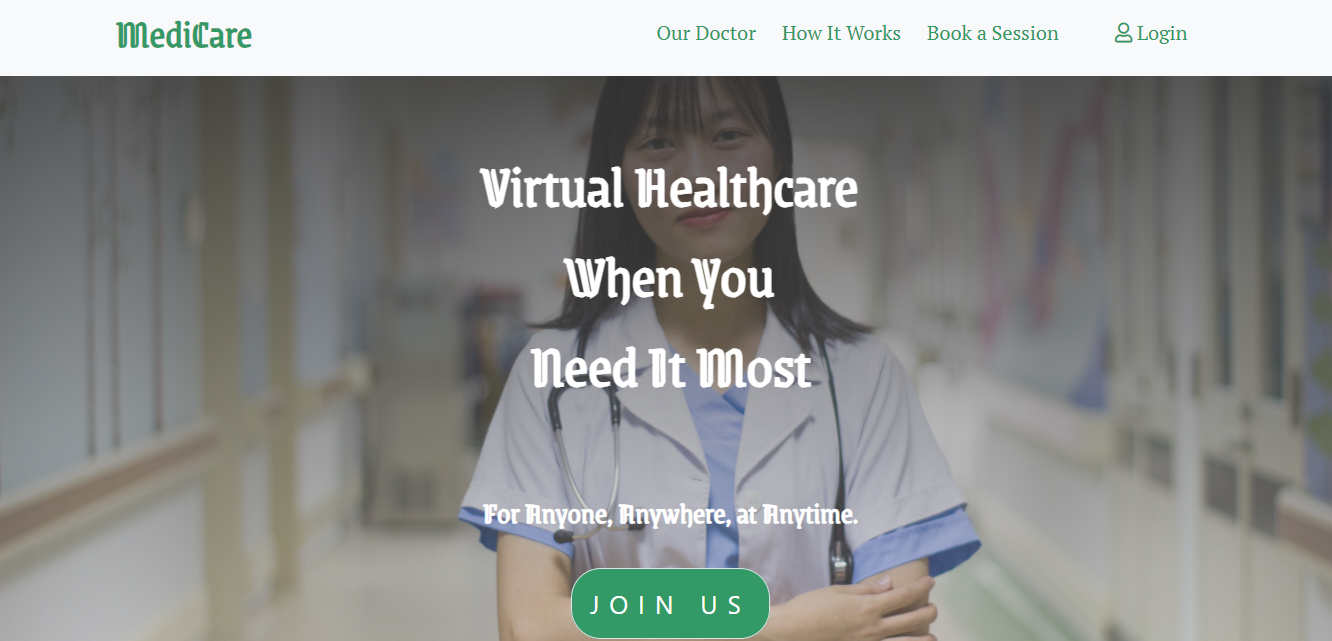 MediCare
Our Doctor
How It Works
Book a Session
Login
Virtual Healthcare
When You
Need It Most
For Anyone, Anywhere, at Anytime.
JOIN US